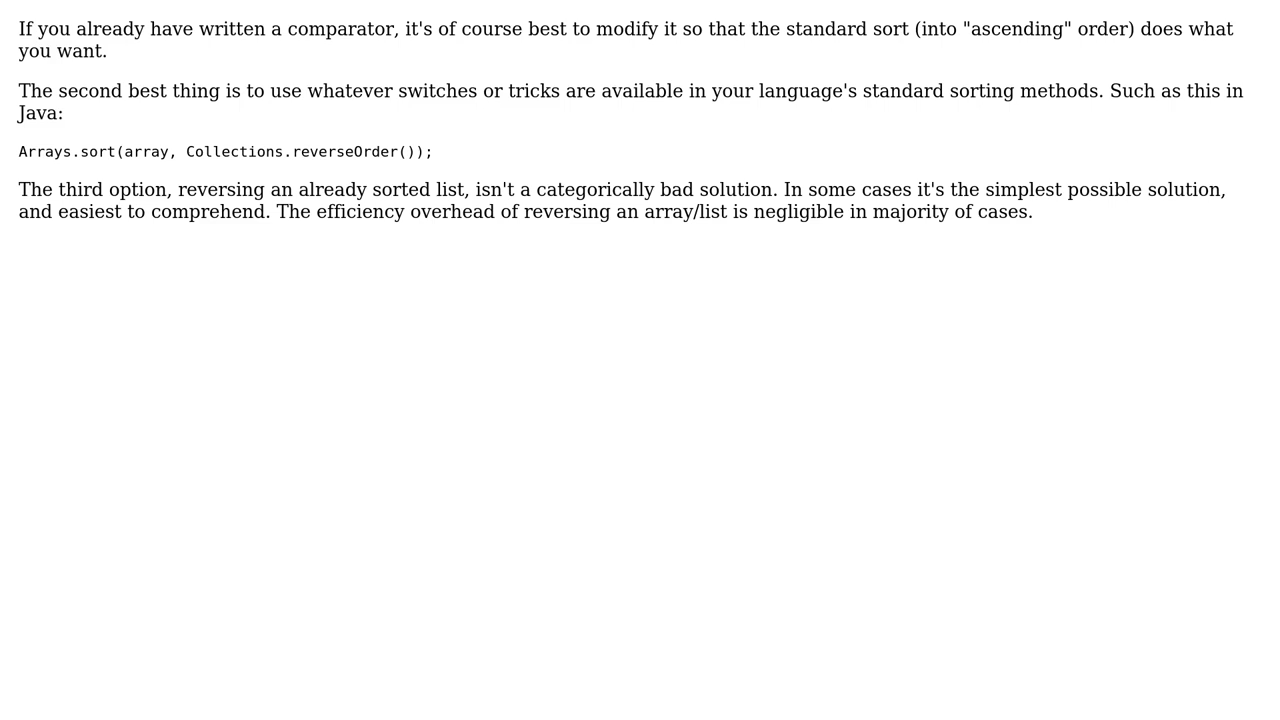 If you already have written a comparator, it's of course best to modify it so that the standard sort (into "ascending" order) does what
you want.
The second best thing is to use whatever switches or tricks are available in your language's standard sorting methods. Such as this in
Java:
Arrays.sort(array, Collections.reverseOrder());
The third option, reversing an already sorted list, isn't a categorically bad solution. In some cases it's the simplest possible solution,
and easiest to comprehend. The efficiency overhead of reversing an array/list is negligible in majority of cases.